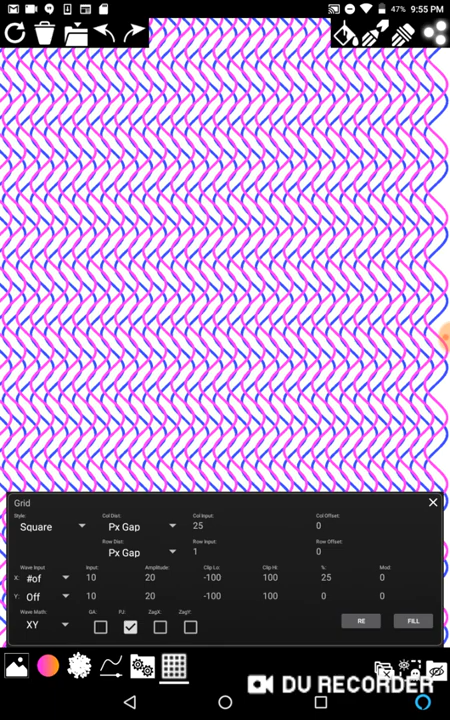 47% 9:55 PM
Grid
Style: Col Dist: Col Input: Col Offset:
Square Px Gap 25 0
Row Dist: Row Input: Row Offset:
Px Gap 1 0
Wave Input Input: Amplitude: Clip Lo: Clip Hi: %: Mod:
X: #of 10 20 -100 100 25 0
Y: Off 10 20 -100 100 0 0
Wave Math: QA: PJ: ZagX: ZagY:
XY RE FILL
DU RECORDER